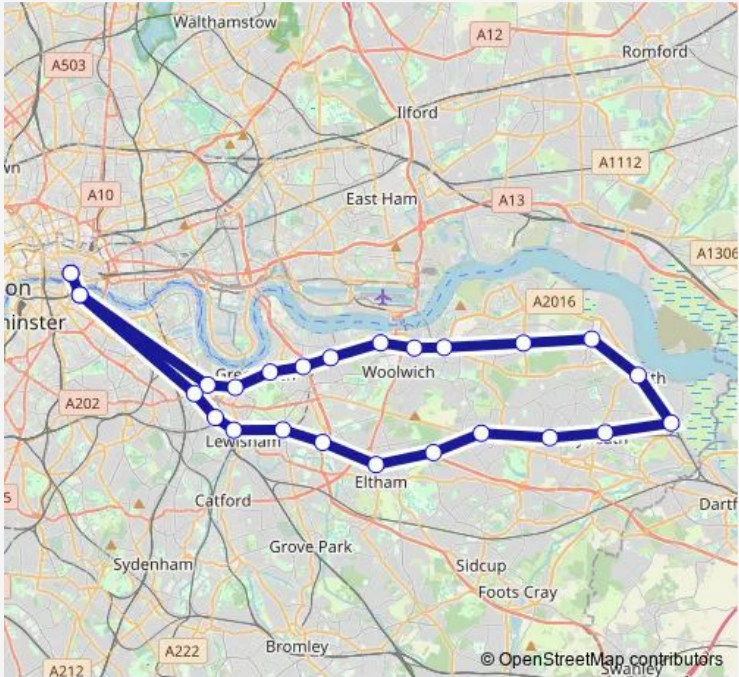 Walthamstow
A12
A503
Romford
Ilford
A1112
A10
East Ham
A13
A1306
A2016
Woolwich
A202
Lewisham
Eltham
Catford
Grove Park
Sydenham
Sidcup
Foots Cray
Bromley
A222
A212
© OpenStreetMap contributors
Swanley